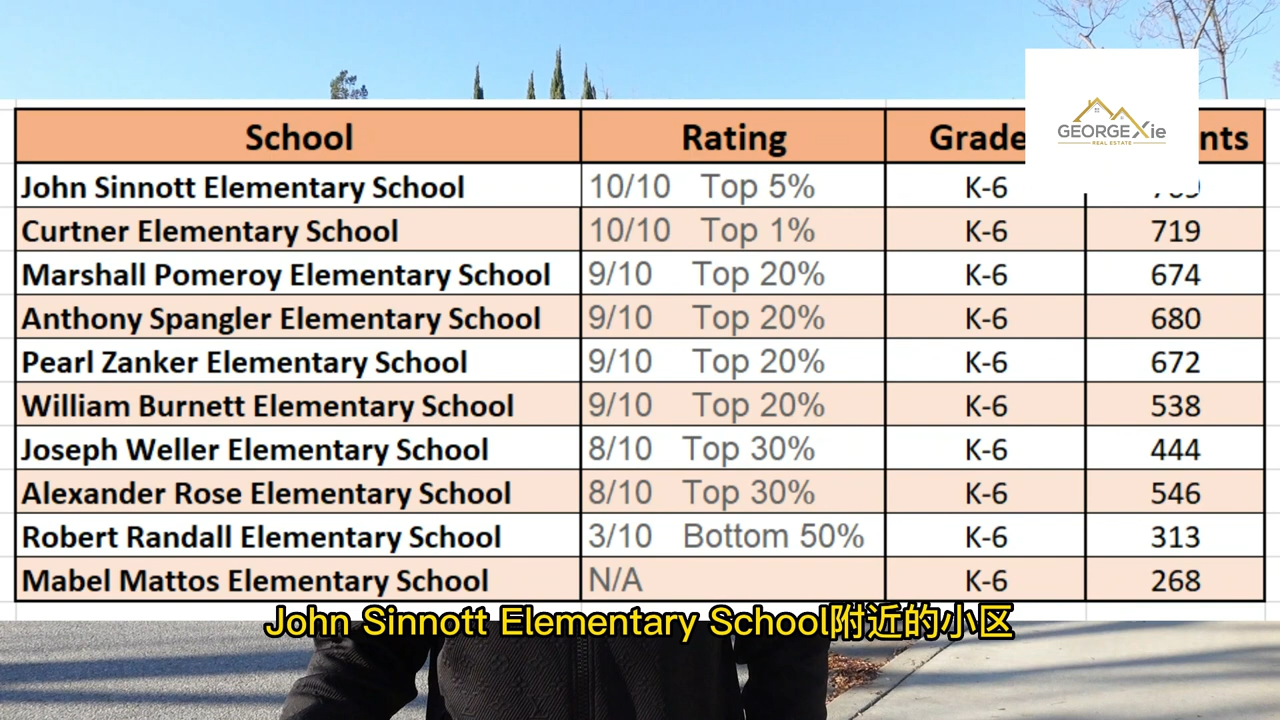 School Rating Grade nts
John Sinnott Elementary School 10/10 Top 5% K-6
Curtner Elementary School 10/10 Top 1% K-6 719
Marshall Pomeroy Elementary School 9/10 Top 20% K-6 674
Anthony Spangler Elementary School 9/10 Top 20% K-6 680
Pearl Zanker Elementary School 9/10 Top 20% K-6 672
William Burnett Elementary School 9/10 Top 20% K-6 538
Joseph Weller Elementary School 8/10 Top 30% K-6 444
Alexander Rose Elementary School 8/10 Top 30% K-6 546
Robert Randall Elementary School 3/10 Bottom 50% K-6 313
Mabel Mattos Elementary School N/A K-6 268
GEORGE Xie
REAL ESTATE
John Sinnott Elementary School附近的小区